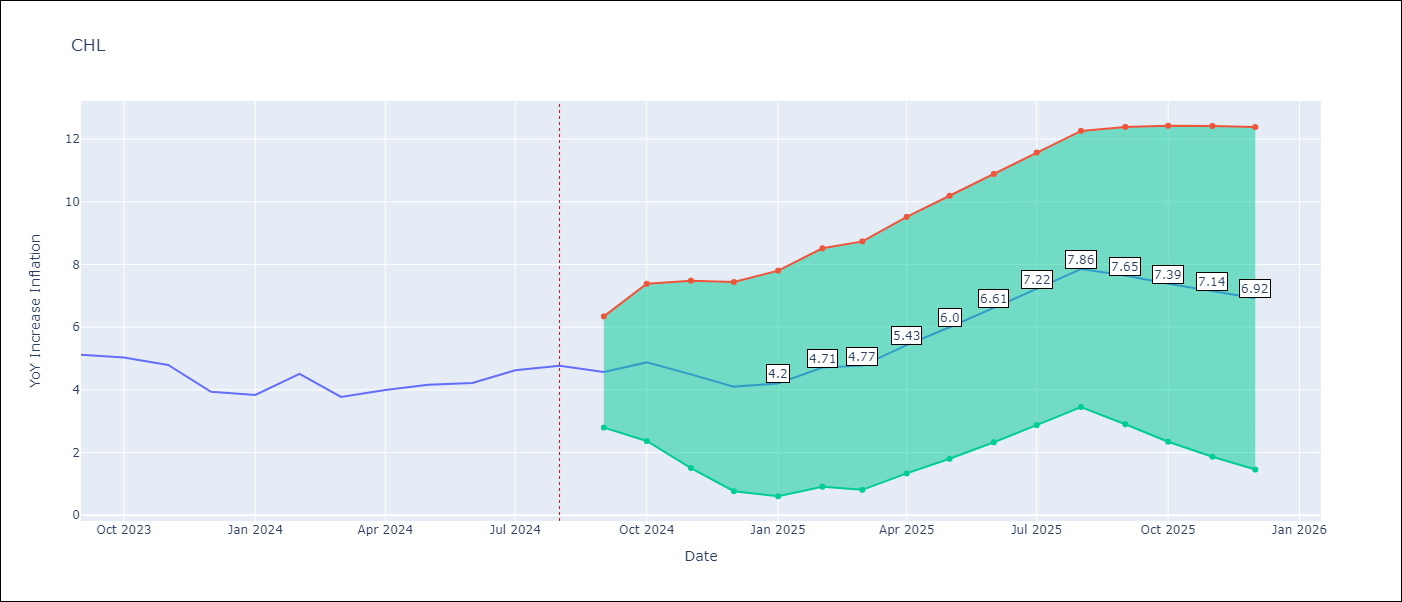 CHL
YoY Increase Inflation
12
10
8
6
4
2
0
4.2
4.71
4.77
5.43
6.0
6.61
7.22
7.86
7.65
7.39
7.14
6.92
Oct 2023
Jan 2024
Apr 2024
Jul 2024
Oct 2024
Jan 2025
Apr 2025
Jul 2025
Oct 2025
Jan 2026
Date